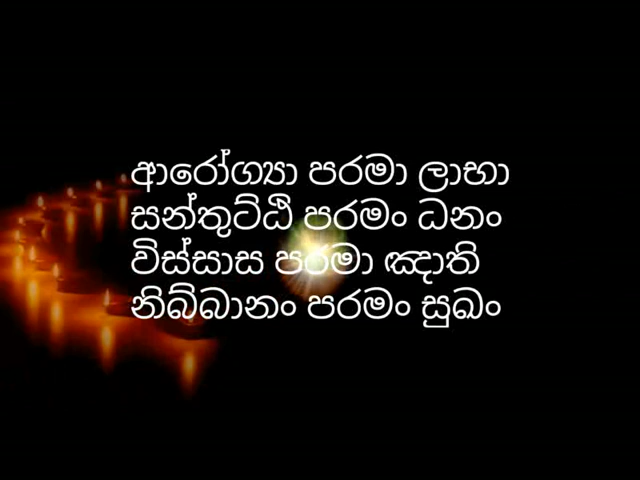 ආරෝග්‍යා පරමා ලාභා
සන්තුට්ඨි පරමං ධනං
විස්සාස පරමා ඤාති
නිබ්බානං පරමං සුඛං